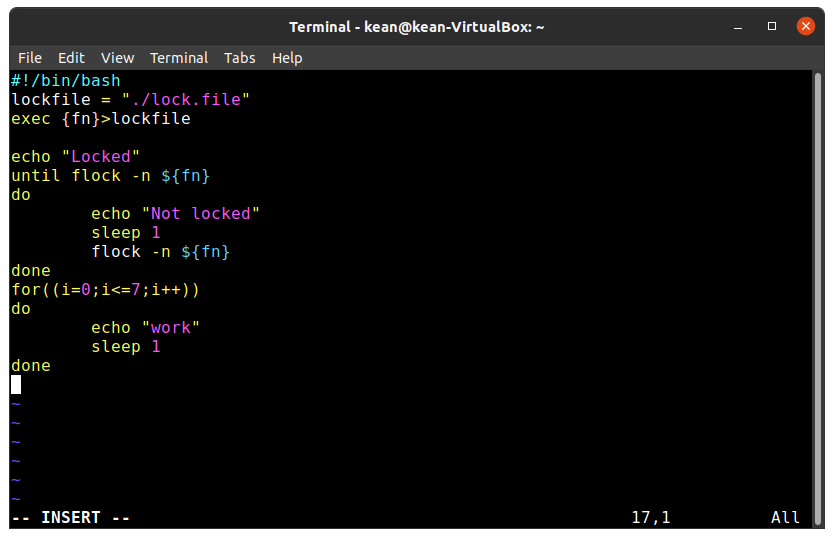 Terminal - kean@kean-VirtualBox: ~
File Edit View Terminal Tabs Help
#!/bin/bash
lockfile = "./lock.file"
exec {fn}>lockfile
echo "Locked"
until flock -n ${fn}
do
        echo "Not locked"
        sleep 1
        flock -n ${fn}
done
for((i=0;i<=7;i++))
do
        echo "work"
        sleep 1
done
~
~
~
~
~
~
-- INSERT -- 17,1 All